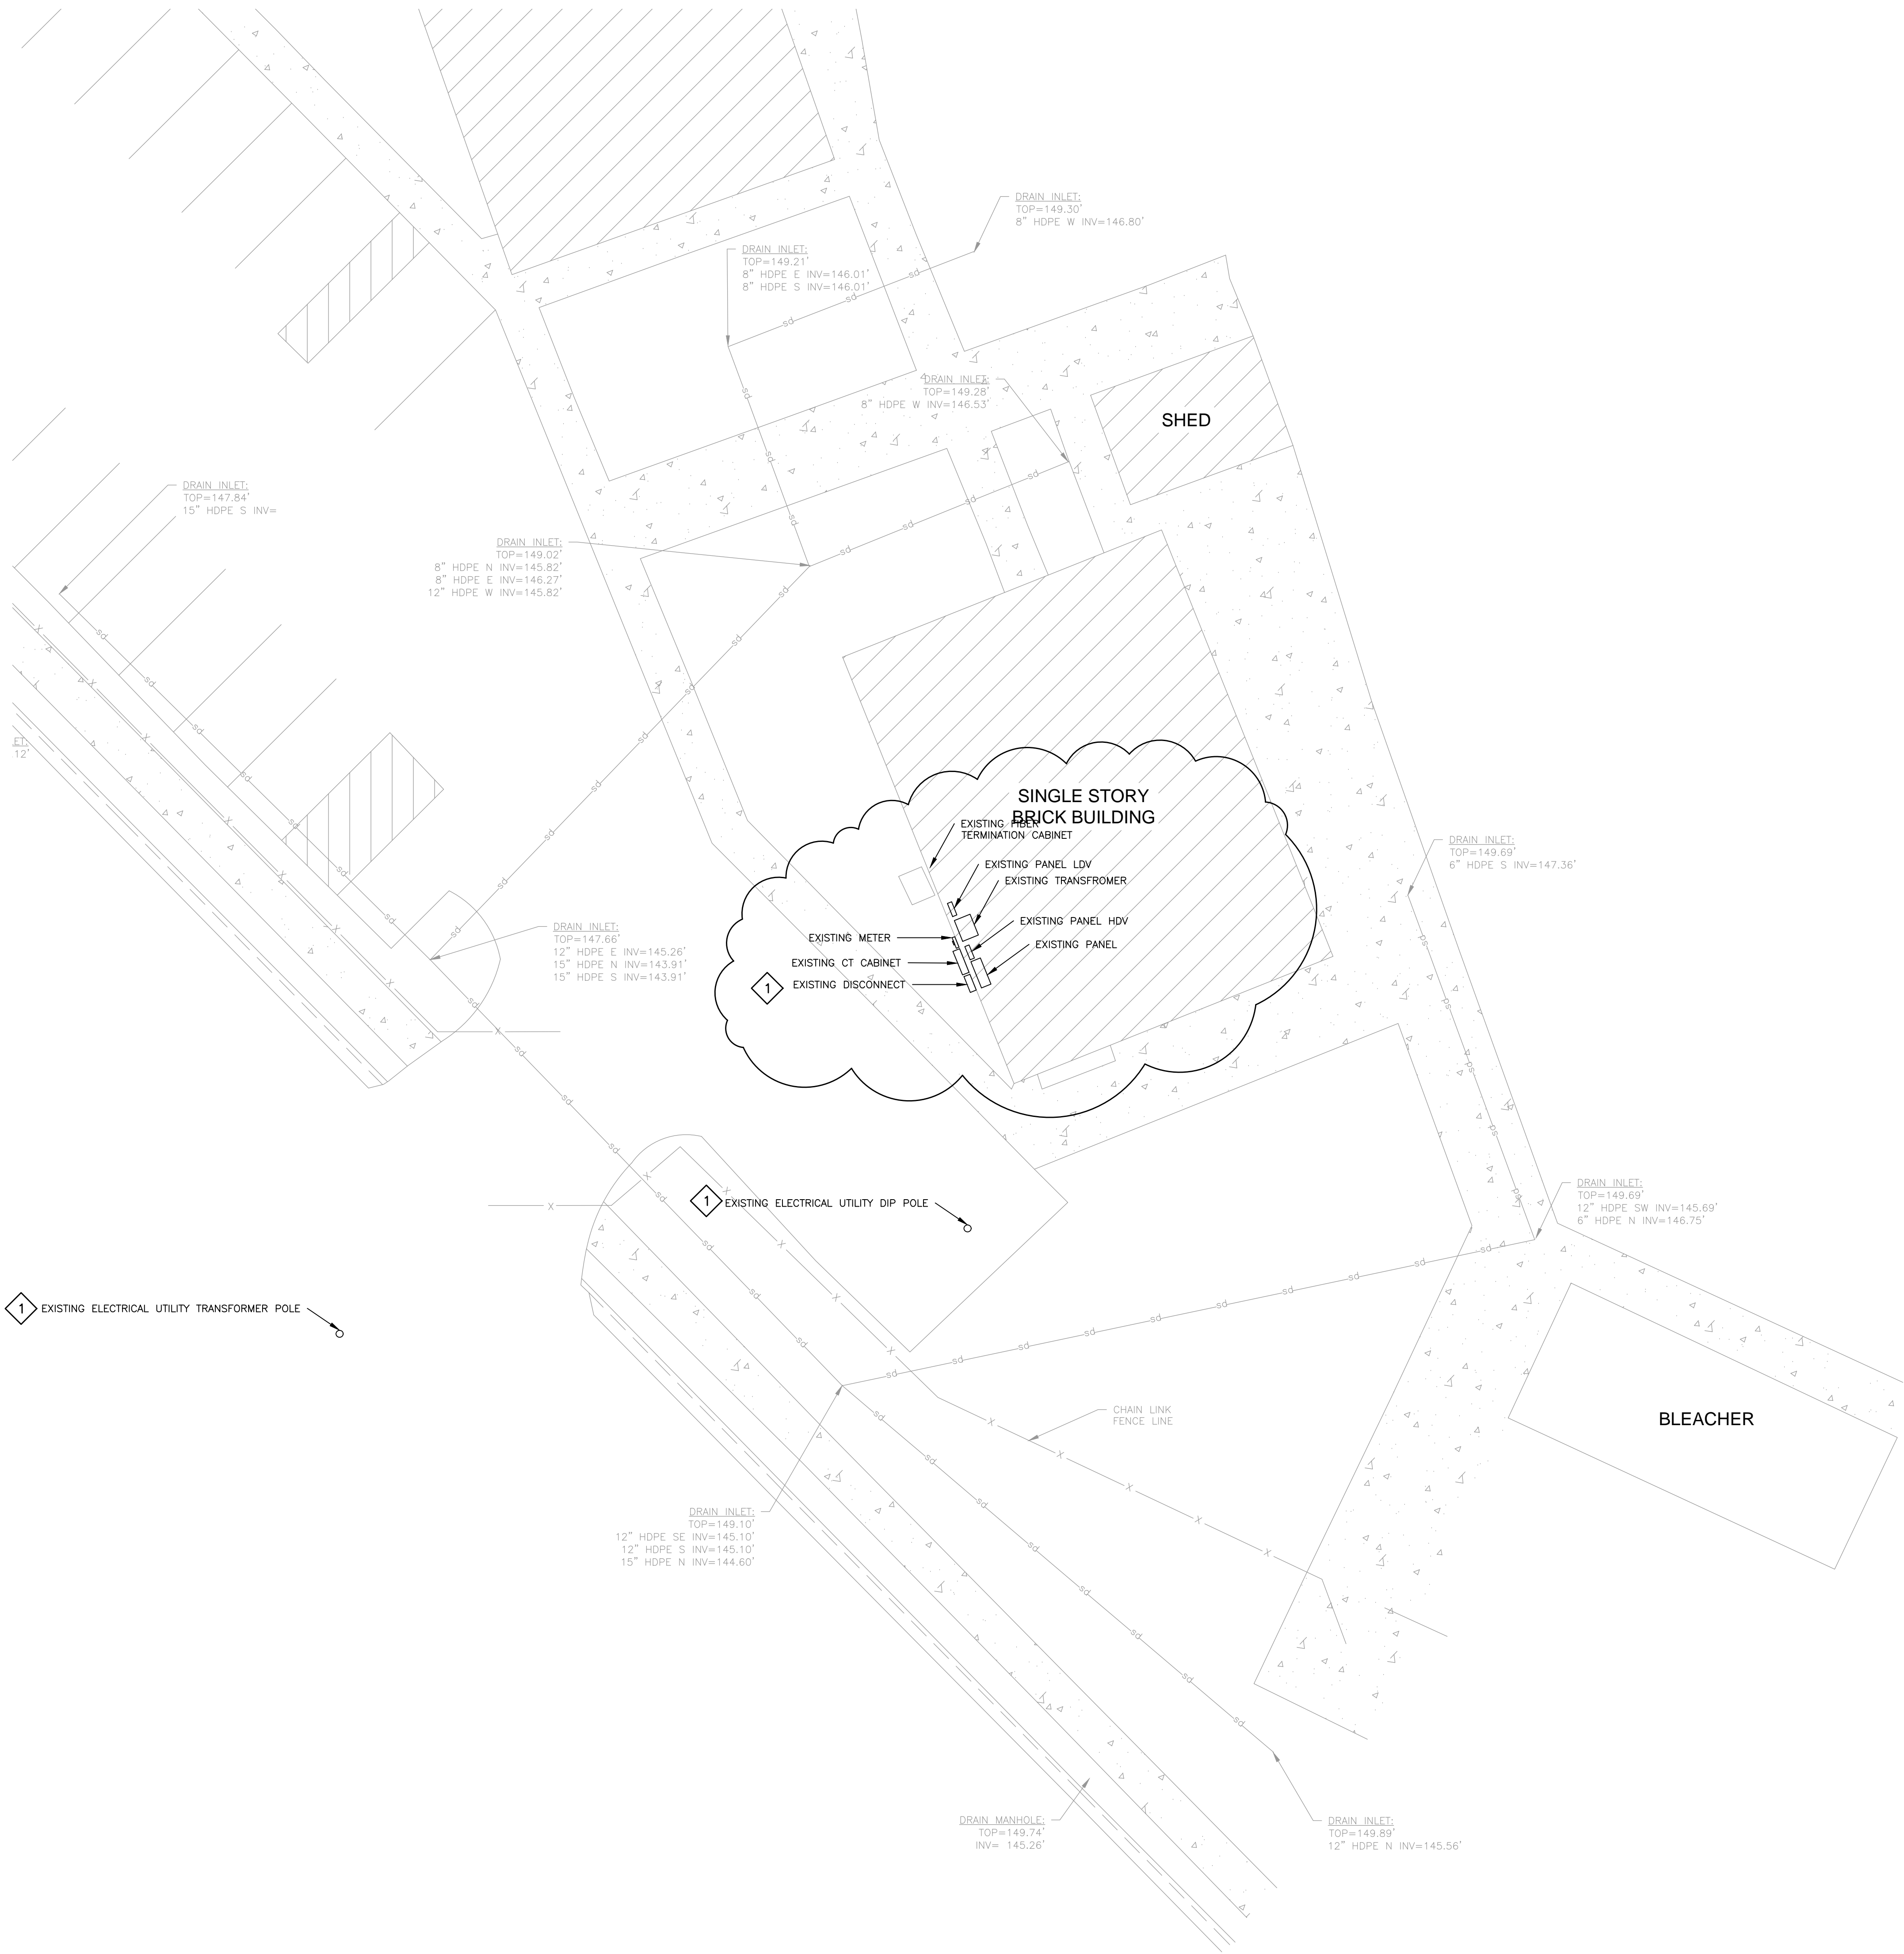 DRAIN INLET:
TOP=149.30'
8" HDPE W INV=146.80'
DRAIN INLET:
TOP=149.21'
8" HDPE E INV=146.01'
8" HDPE S INV=146.01'
DRAIN INLET:
TOP=149.28'
8" HDPE W INV=146.53'
SHED
DRAIN INLET:
TOP=147.84'
15" HDPE S INV=
DRAIN INLET:
TOP=149.02'
8" HDPE N INV=145.82'
8" HDPE E INV=146.27'
12" HDPE W INV=145.82'
ET:
12'
SINGLE STORY
BRICK BUILDING
EXISTING FIBER
TERMINATION CABINET
EXISTING PANEL LDV
EXISTING TRANSFROMER
EXISTING PANEL HDV
EXISTING METER
EXISTING PANEL
EXISTING CT CABINET
1
EXISTING DISCONNECT
DRAIN INLET:
TOP=149.69'
6" HDPE S INV=147.36'
DRAIN INLET:
TOP=147.66'
12" HDPE E INV=145.26'
15" HDPE N INV=143.91'
15" HDPE S INV=143.91'
1 EXISTING ELECTRICAL UTILITY DIP POLE
DRAIN INLET:
TOP=149.69'
12" HDPE SW INV=145.69'
6" HDPE N INV=146.75'
1 EXISTING ELECTRICAL UTILITY TRANSFORMER POLE
CHAIN LINK
FENCE LINE
BLEACHER
DRAIN INLET:
TOP=149.10'
12" HDPE SE INV=145.10'
12" HDPE S INV=145.10'
15" HDPE N INV=144.60'
DRAIN MANHOLE:
TOP=149.74'
INV= 145.26'
DRAIN INLET:
TOP=149.89'
12" HDPE N INV=145.56'
sd
X